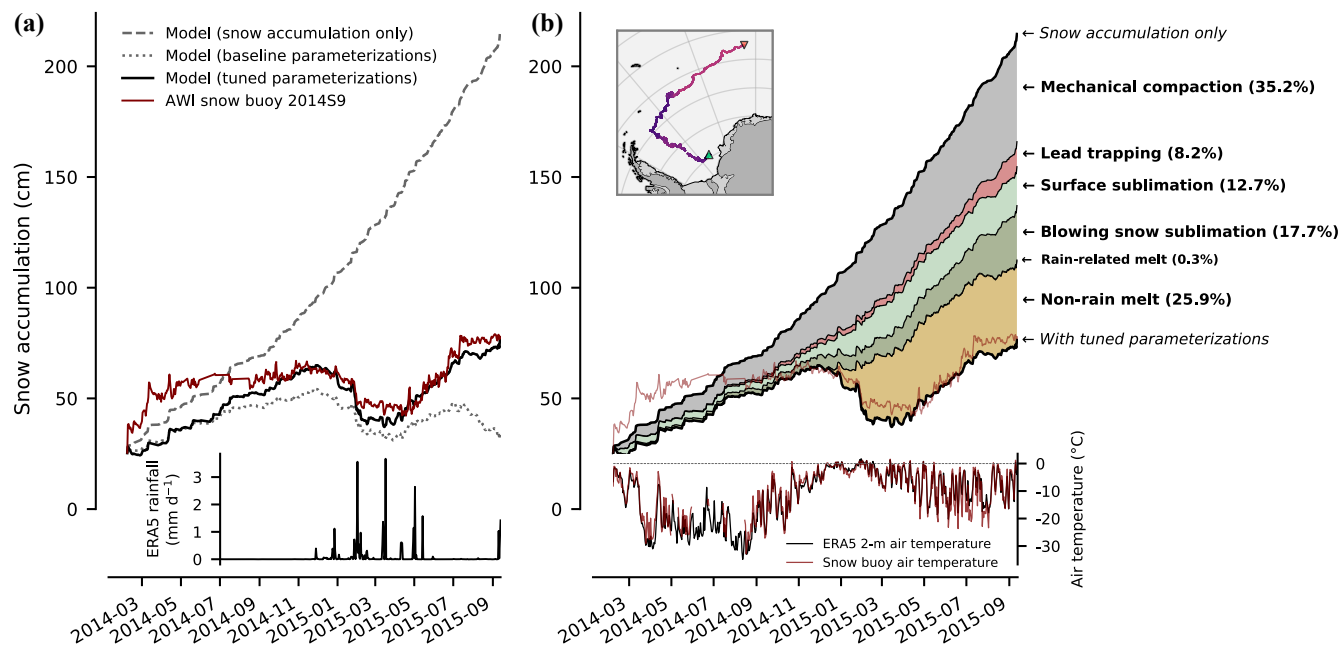 (a)
Model (snow accumulation only)
Model (baseline parameterizations)
Model (tuned parameterizations)
AWI snow buoy 2014S9
Snow accumulation (cm)
200
150
100
50
0
ERA5 rainfall
(mm d⁻¹)
3
2
1
0
2014-03
2014-05
2014-07
2014-09
2014-11
2015-01
2015-03
2015-05
2015-07
2015-09
(b)
200
150
100
50
0
← Snow accumulation only
← Mechanical compaction (35.2%)
← Lead trapping (8.2%)
← Surface sublimation (12.7%)
← Blowing snow sublimation (17.7%)
← Rain-related melt (0.3%)
← Non-rain melt (25.9%)
← With tuned parameterizations
0
-10
-20
-30
Air temperature (°C)
ERA5 2-m air temperature
Snow buoy air temperature
2014-03
2014-05
2014-07
2014-09
2014-11
2015-01
2015-03
2015-05
2015-07
2015-09